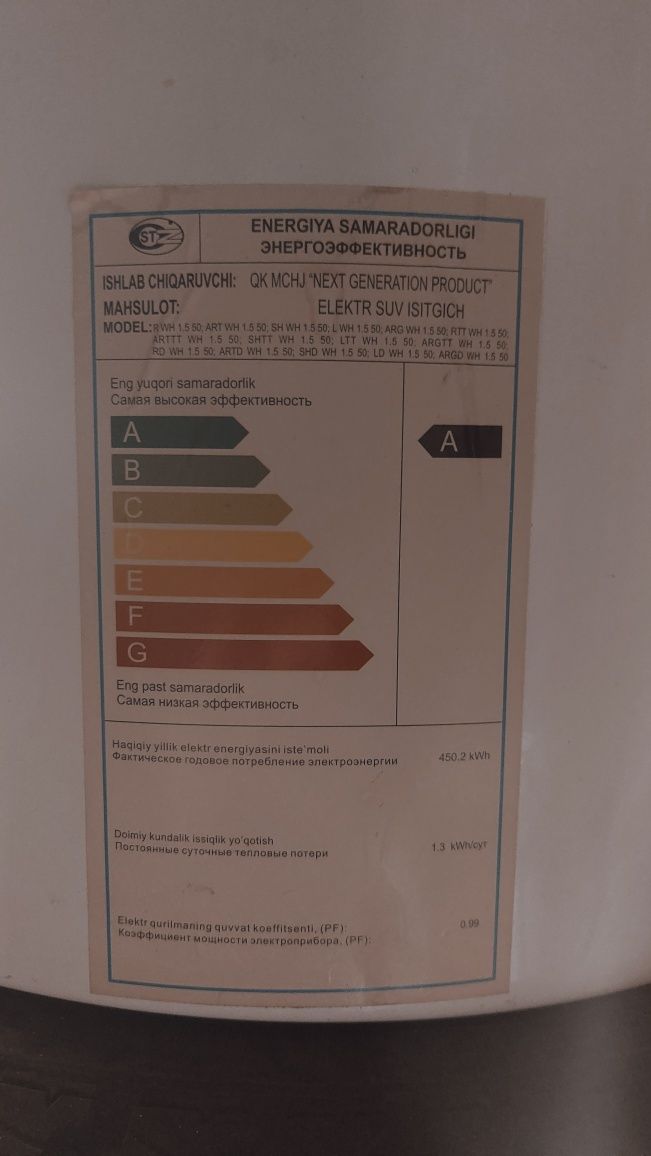 STZ
ENERGIYA SAMARADORLIGI
ЭНЕРГОЭФФЕКТИВНОСТЬ
ISHLAB CHIQARUVCHI: QK MCHJ "NEXT GENERATION PRODUCT"
MAHSULOT: ELEKTR SUV ISITGICH
MODEL: R WH 1.5 50; ART WH 1.5 50; SH WH 1.5 50; L WH 1.5 50; ARG WH 1.5 50; RTT WH 1.5 50;
ARTTT WH 1.5 50; SHTT WH 1.5 50; LTT WH 1.5 50; ARGTT WH 1.5 50;
RD WH 1.5 50; ARTD WH 1.5 50; SHD WH 1.5 50; LD WH 1.5 50; ARGD WH 1.5 50
Eng yuqori samaradorlik
Самая высокая эффективность
A
A
B
C
D
E
F
G
Eng past samaradorlik
Самая низкая эффективность
Haqiqiy yillik elektr energiyasini iste`moli
Фактическое годовое потребление электроэнергии 450.2 kWh
Doimiy kundalik issiqlik yo'qotish
Постоянные суточные тепловые потери 1.3 kWh/сут
Elektr qurilmaning quvvat koeffitsenti, (PF): 0.99
Коэффициент мощности электроприбора, (PF):